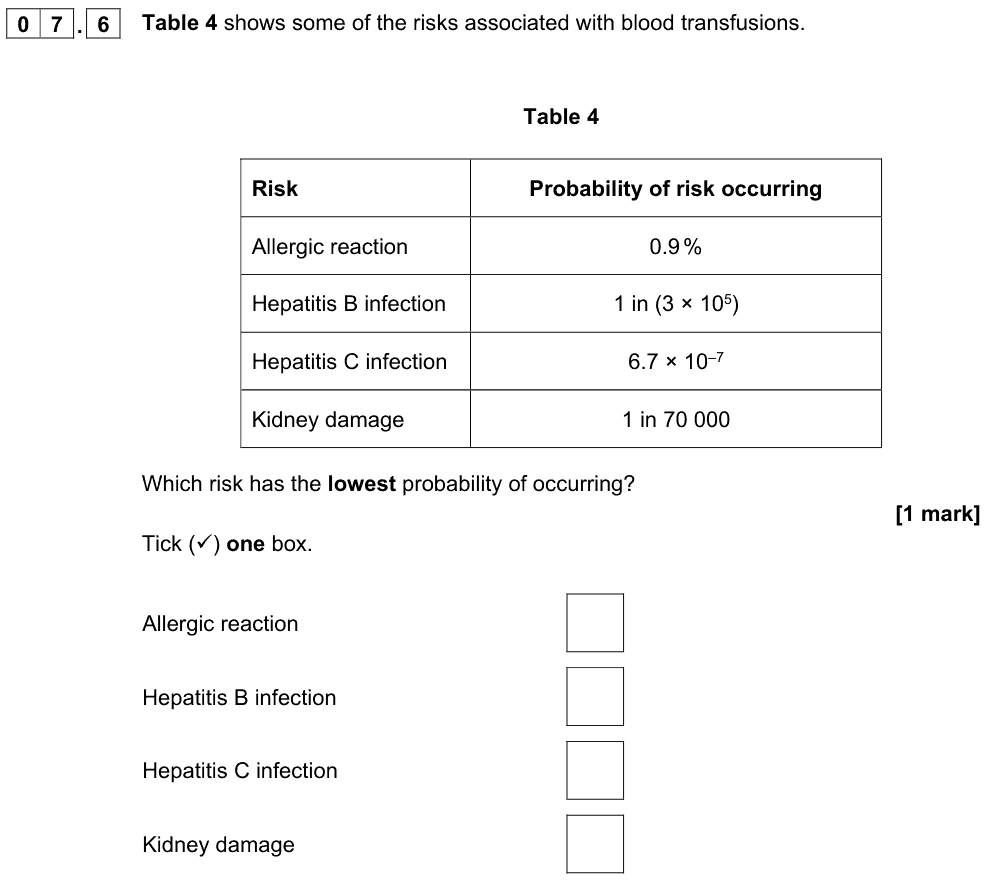 0 7 . 6 Table 4 shows some of the risks associated with blood transfusions.
Table 4
Risk Probability of risk occurring
Allergic reaction 0.9%
Hepatitis B infection 1 in (3 × 10⁵)
Hepatitis C infection 6.7 × 10⁻⁷
Kidney damage 1 in 70 000
Which risk has the lowest probability of occurring?
[1 mark]
Tick (✓) one box.
Allergic reaction
Hepatitis B infection
Hepatitis C infection
Kidney damage